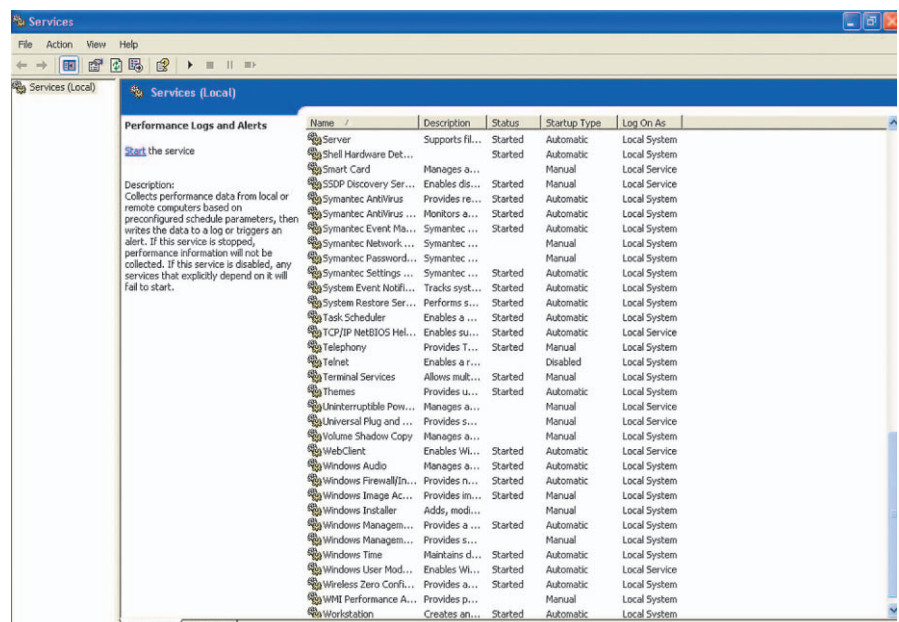 Services
File Action View Help
Services (Local)
Services (Local)
Performance Logs and Alerts
Start the service
Description:
Collects performance data from local or
remote computers based on
preconfigured schedule parameters, then
writes the data to a log or triggers an
alert. If this service is stopped,
performance information will not be
collected. If this service is disabled, any
services that explicitly depend on it will
fail to start.
Name / Description Status Startup Type Log On As
Server Supports fil... Started Automatic Local System
Shell Hardware Det... Started Automatic Local System
Smart Card Manages a... Manual Local Service
SSDP Discovery Ser... Enables dis... Started Manual Local Service
Symantec AntiVirus Provides re... Started Automatic Local System
Symantec AntiVirus ... Monitors a... Started Automatic Local System
Symantec Event Ma... Symantec ... Started Automatic Local System
Symantec Network ... Symantec ... Manual Local System
Symantec Password... Symantec ... Manual Local System
Symantec Settings ... Symantec ... Started Automatic Local System
System Event Notifi... Tracks syst... Started Automatic Local System
System Restore Ser... Performs s... Started Automatic Local System
Task Scheduler Enables a ... Started Automatic Local System
TCP/IP NetBIOS Hel... Enables su... Started Automatic Local Service
Telephony Provides T... Started Manual Local System
Telnet Enables a r... Disabled Local System
Terminal Services Allows mult... Started Manual Local System
Themes Provides u... Started Automatic Local System
Uninterruptible Pow... Manages a... Manual Local Service
Universal Plug and ... Provides s... Manual Local Service
Volume Shadow Copy Manages a... Manual Local System
WebClient Enables Wi... Started Automatic Local Service
Windows Audio Manages a... Started Automatic Local System
Windows Firewall/In... Provides n... Started Automatic Local System
Windows Image Ac... Provides im... Started Manual Local System
Windows Installer Adds, modi... Manual Local System
Windows Managem... Provides a ... Started Automatic Local System
Windows Managem... Provides s... Manual Local System
Windows Time Maintains d... Started Automatic Local System
Windows User Mod... Enables Wi... Started Automatic Local Service
Wireless Zero Confi... Provides a... Started Automatic Local System
WMI Performance A... Provides p... Manual Local System
Workstation Creates an... Started Automatic Local System